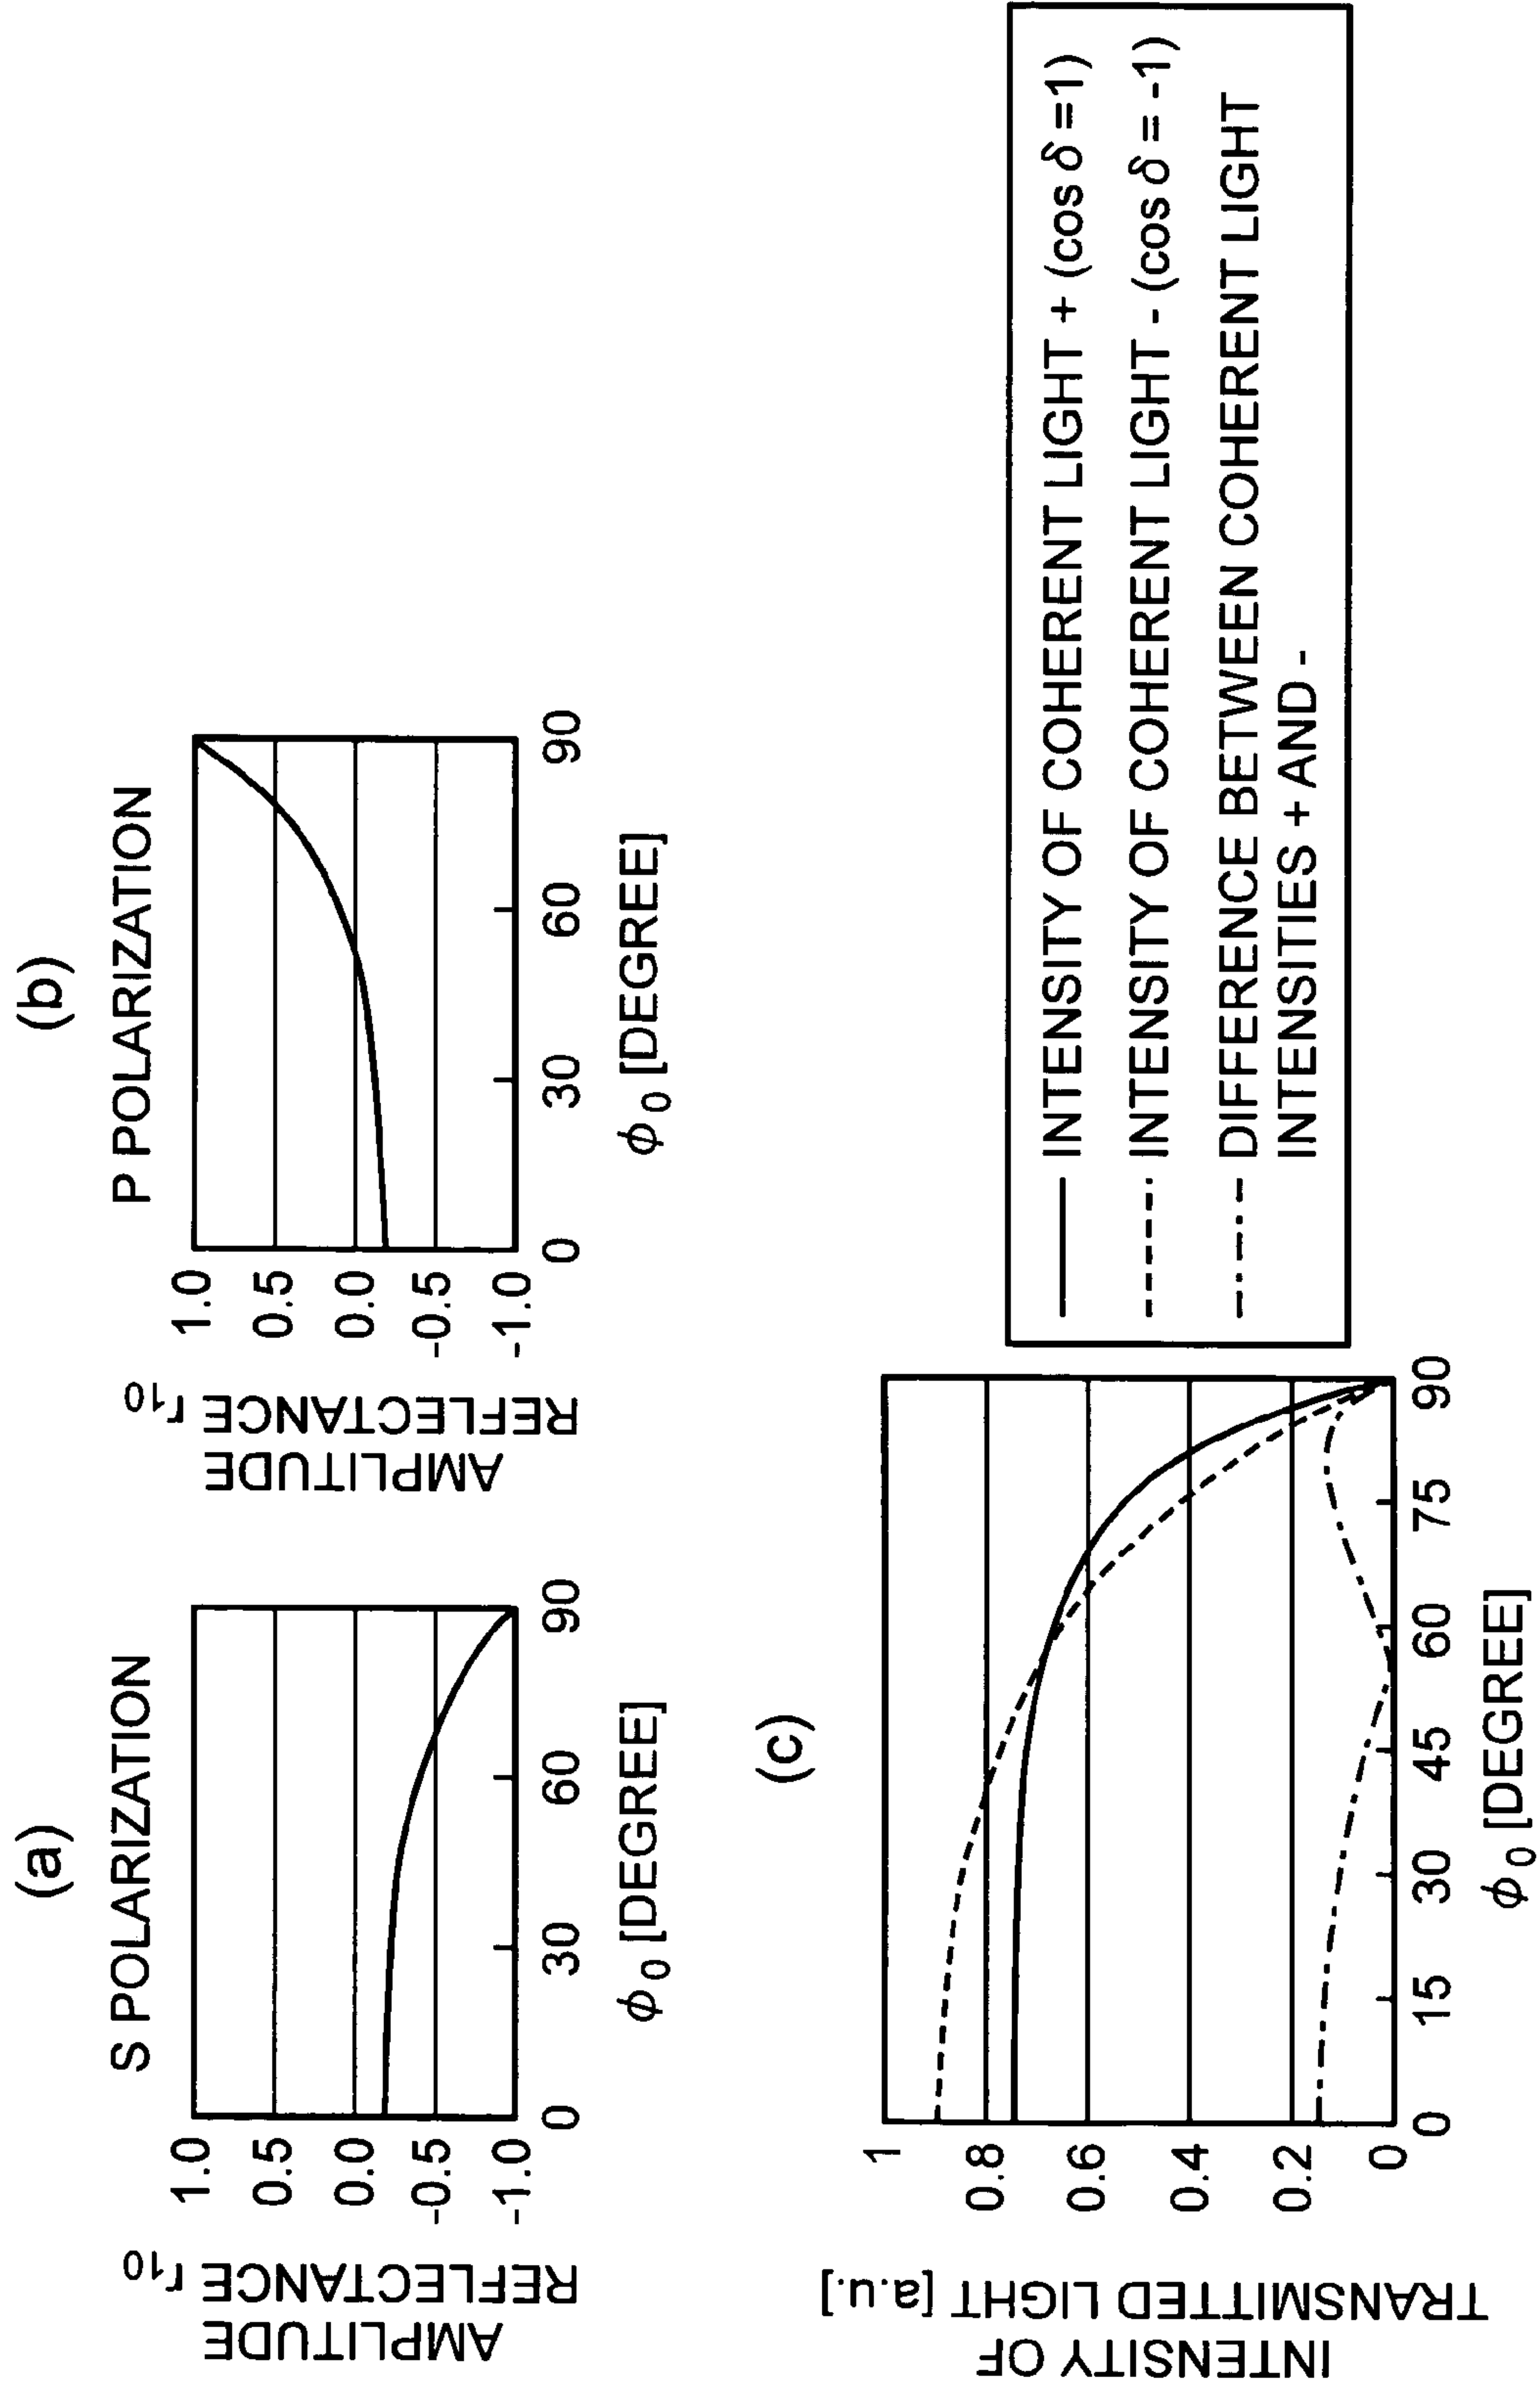 (a)
S POLARIZATION
AMPLITUDE
REFLECTANCE r10
1.0
0.5
0.0
-0.5
-1.0
0
30
60
90
ϕ0 [DEGREE]
(b)
P POLARIZATION
AMPLITUDE
REFLECTANCE r10
1.0
0.5
0.0
-0.5
-1.0
0
30
60
90
ϕ0 [DEGREE]
(c)
INTENSITY OF
TRANSMITTED LIGHT [a.u.]
1
0.8
0.6
0.4
0.2
0
0
15
30
45
60
75
90
ϕ0 [DEGREE]
INTENSITY OF COHERENT LIGHT + (cos δ =1)
INTENSITY OF COHERENT LIGHT - (cos δ = -1)
DIFFERENCE BETWEEN COHERENT LIGHT
INTENSITIES + AND -